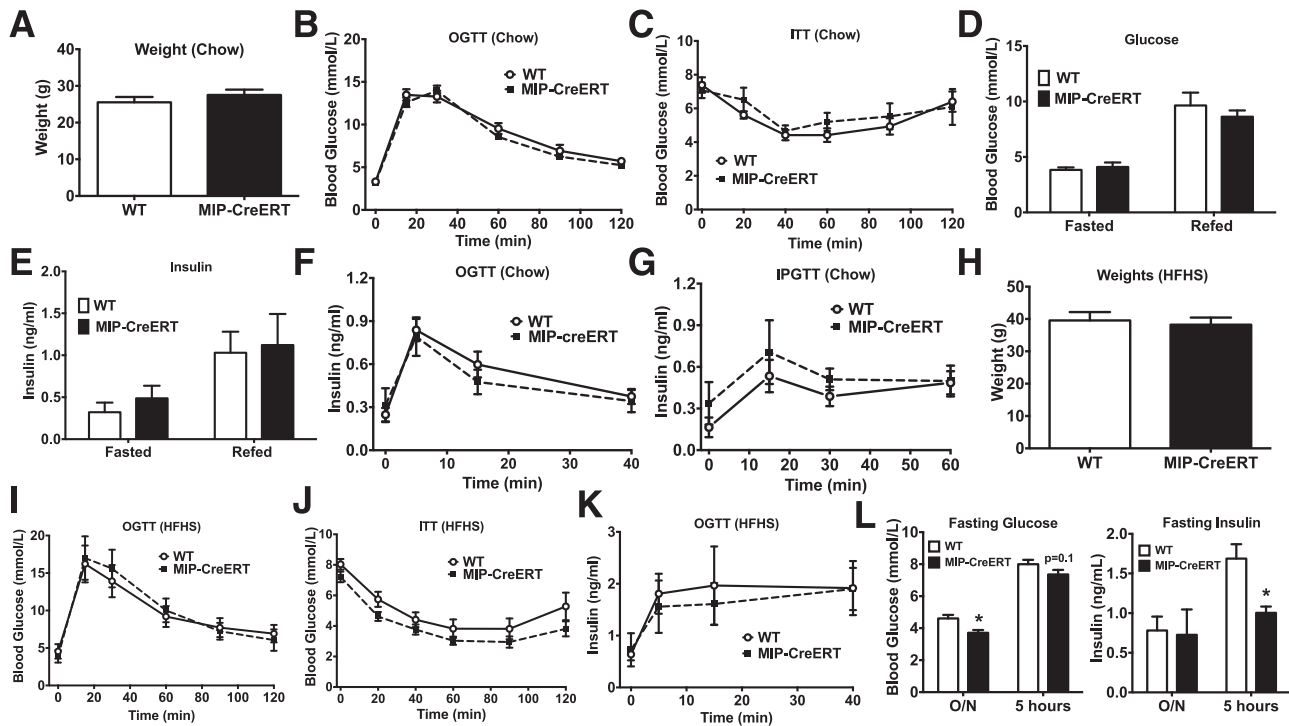 A
Weight (Chow)
Weight (g)
40
30
20
10
0
WT
MIP-CreERT
B
OGTT (Chow)
Blood Glucose (mmol/L)
20
15
10
5
0
WT
MIP-CreERT
0 20 40 60 80 100 120
Time (min)
C
ITT (Chow)
Blood Glucose (mmol/L)
10
8
6
4
2
0
WT
MIP-CreERT
0 20 40 60 80 100 120
Time (min)
D
Glucose
Blood Glucose (mmol/L)
15
10
5
0
WT
MIP-CreERT
Fasted Refed
E
Insulin
Insulin (ng/ml)
2.0
1.5
1.0
0.5
0.0
WT
MIP-CreERT
Fasted Refed
F
OGTT (Chow)
Insulin (ng/ml)
1.2
0.9
0.6
0.3
0.0
WT
MIP-creERT
0 10 20 30 40
Time (min)
G
IPGTT (Chow)
Insulin (ng/ml)
1.2
0.9
0.6
0.3
0.0
WT
MIP-CreERT
0 10 20 30 40 50 60
Time (min)
H
Weights (HFHS)
Weight (g)
50
40
30
20
10
0
WT
MIP-CreERT
I
OGTT (HFHS)
Blood Glucose (mmol/L)
20
15
10
5
0
WT
MIP-CreERT
0 20 40 60 80 100 120
Time (min)
J
ITT (HFHS)
Blood Glucose (mmol/L)
10
8
6
4
2
0
WT
MIP-CreERT
0 20 40 60 80 100 120
Time (min)
K
OGTT (HFHS)
Insulin (ng/ml)
3
2
1
0
WT
MIP-CreERT
0 10 20 30 40
Time (min)
L
Fasting Glucose
Blood Glucose (mmol/L)
10
8
6
4
2
0
WT
MIP-CreERT
p=0.1
*
O/N 5 hours
Fasting Insulin
Insulin (ng/mL)
2.0
1.5
1.0
0.5
0.0
WT
MIP-CreERT
*
O/N 5 hours